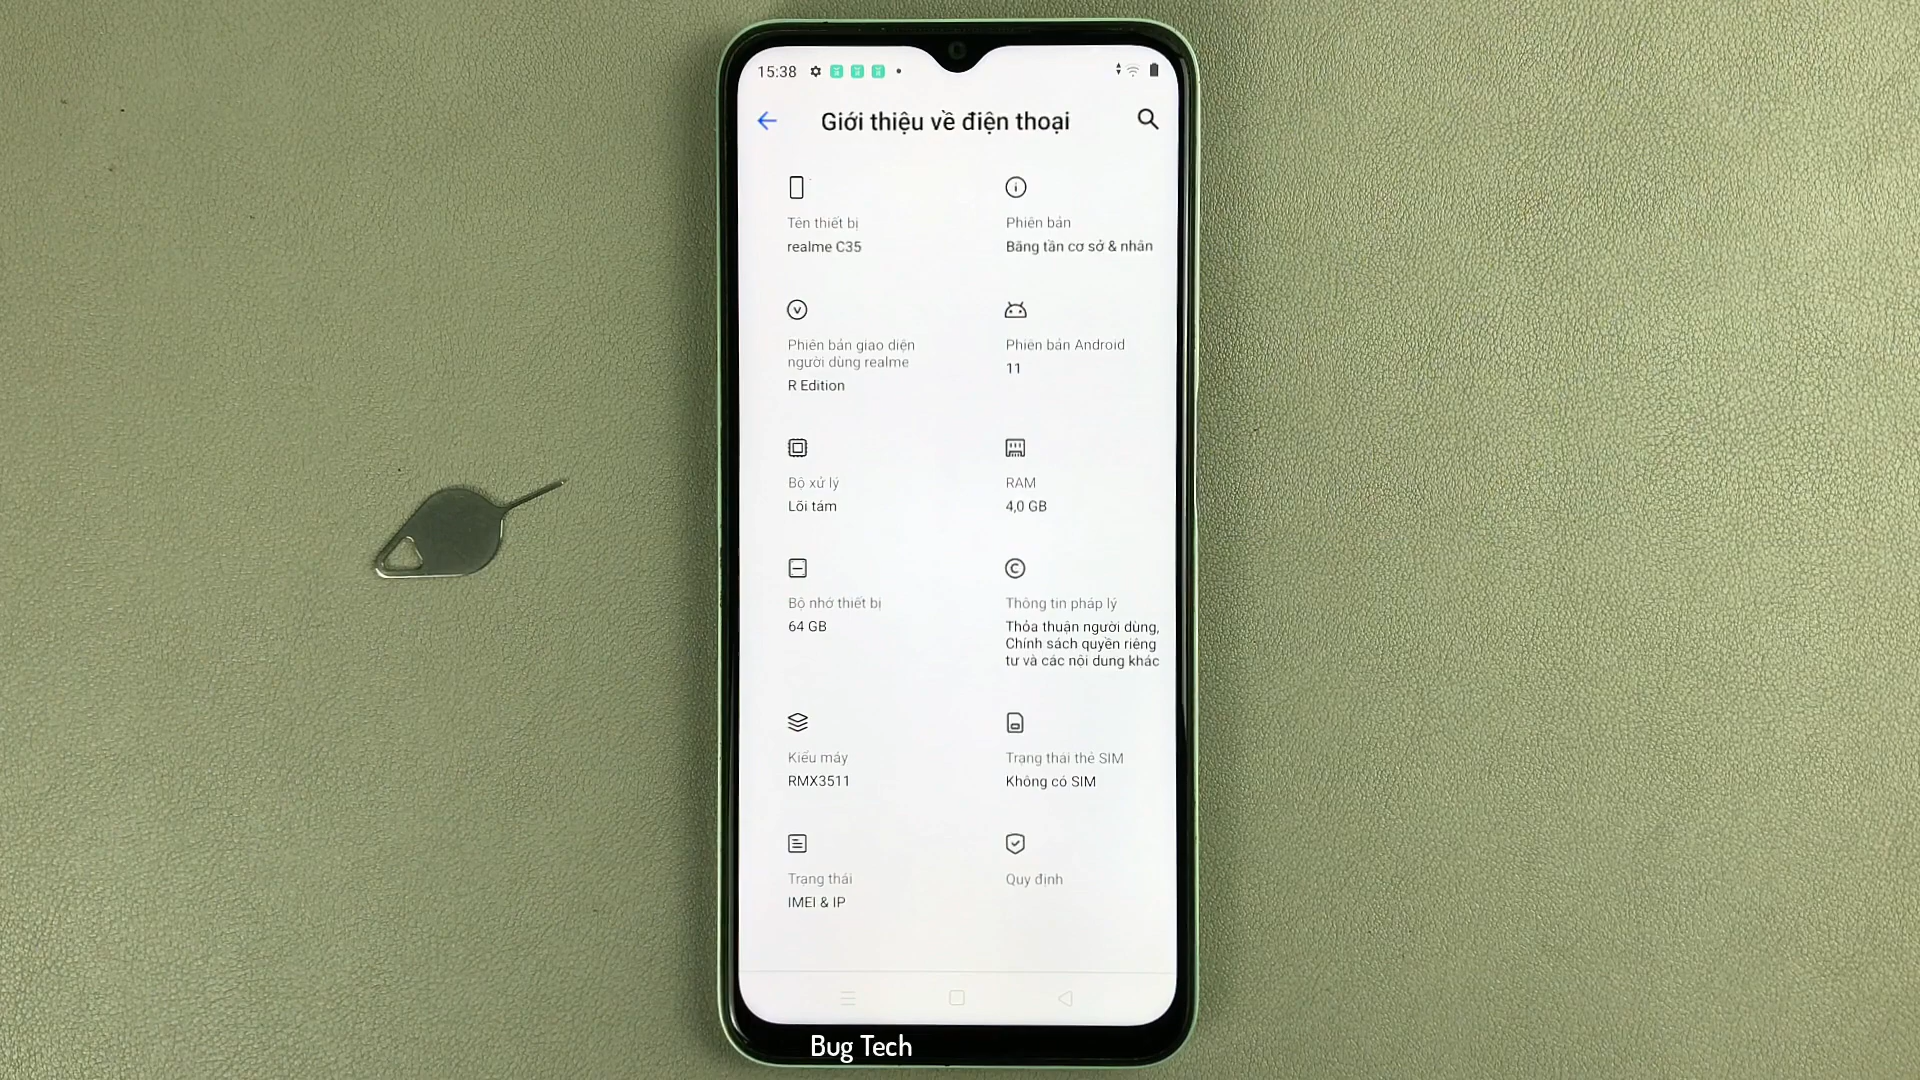 15:38
Giới thiệu về điện thoại
Tên thiết bị
realme C35
Phiên bản
Băng tần cơ sở & nhân
Phiên bản giao diện
người dùng realme
R Edition
Phiên bản Android
11
Bộ xử lý
Lõi tám
RAM
4,0 GB
Bộ nhớ thiết bị
64 GB
Thông tin pháp lý
Thỏa thuận người dùng,
Chính sách quyền riêng
tư và các nội dung khác
Kiểu máy
RMX3511
Trạng thái thẻ SIM
Không có SIM
Trạng thái
IMEI & IP
Quy định
Bug Tech